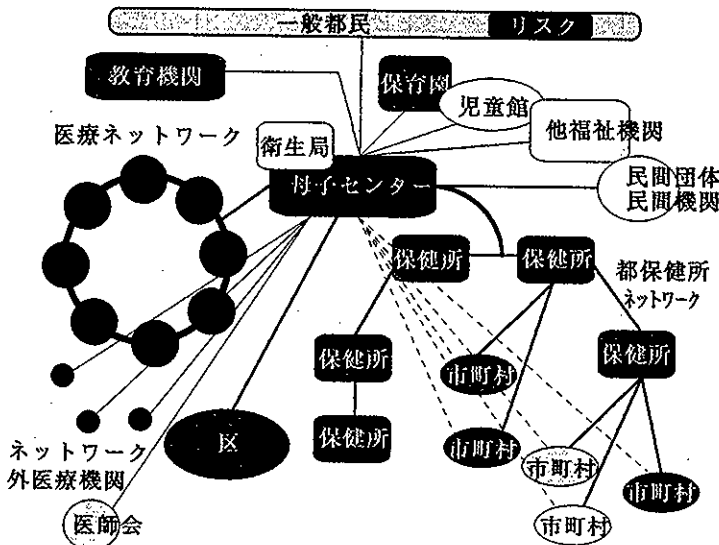 一般都民
リスク
教育機関
保育園
児童館
他福祉機関
医療ネットワーク
衛生局
母子センター
民間団体
民間機関
保健所
保健所
都保健所
ネットワーク
保健所
保健所
市町村
保健所
市町村
区
ネットワーク
外医療機関
市町村
市町村
医師会
市町村